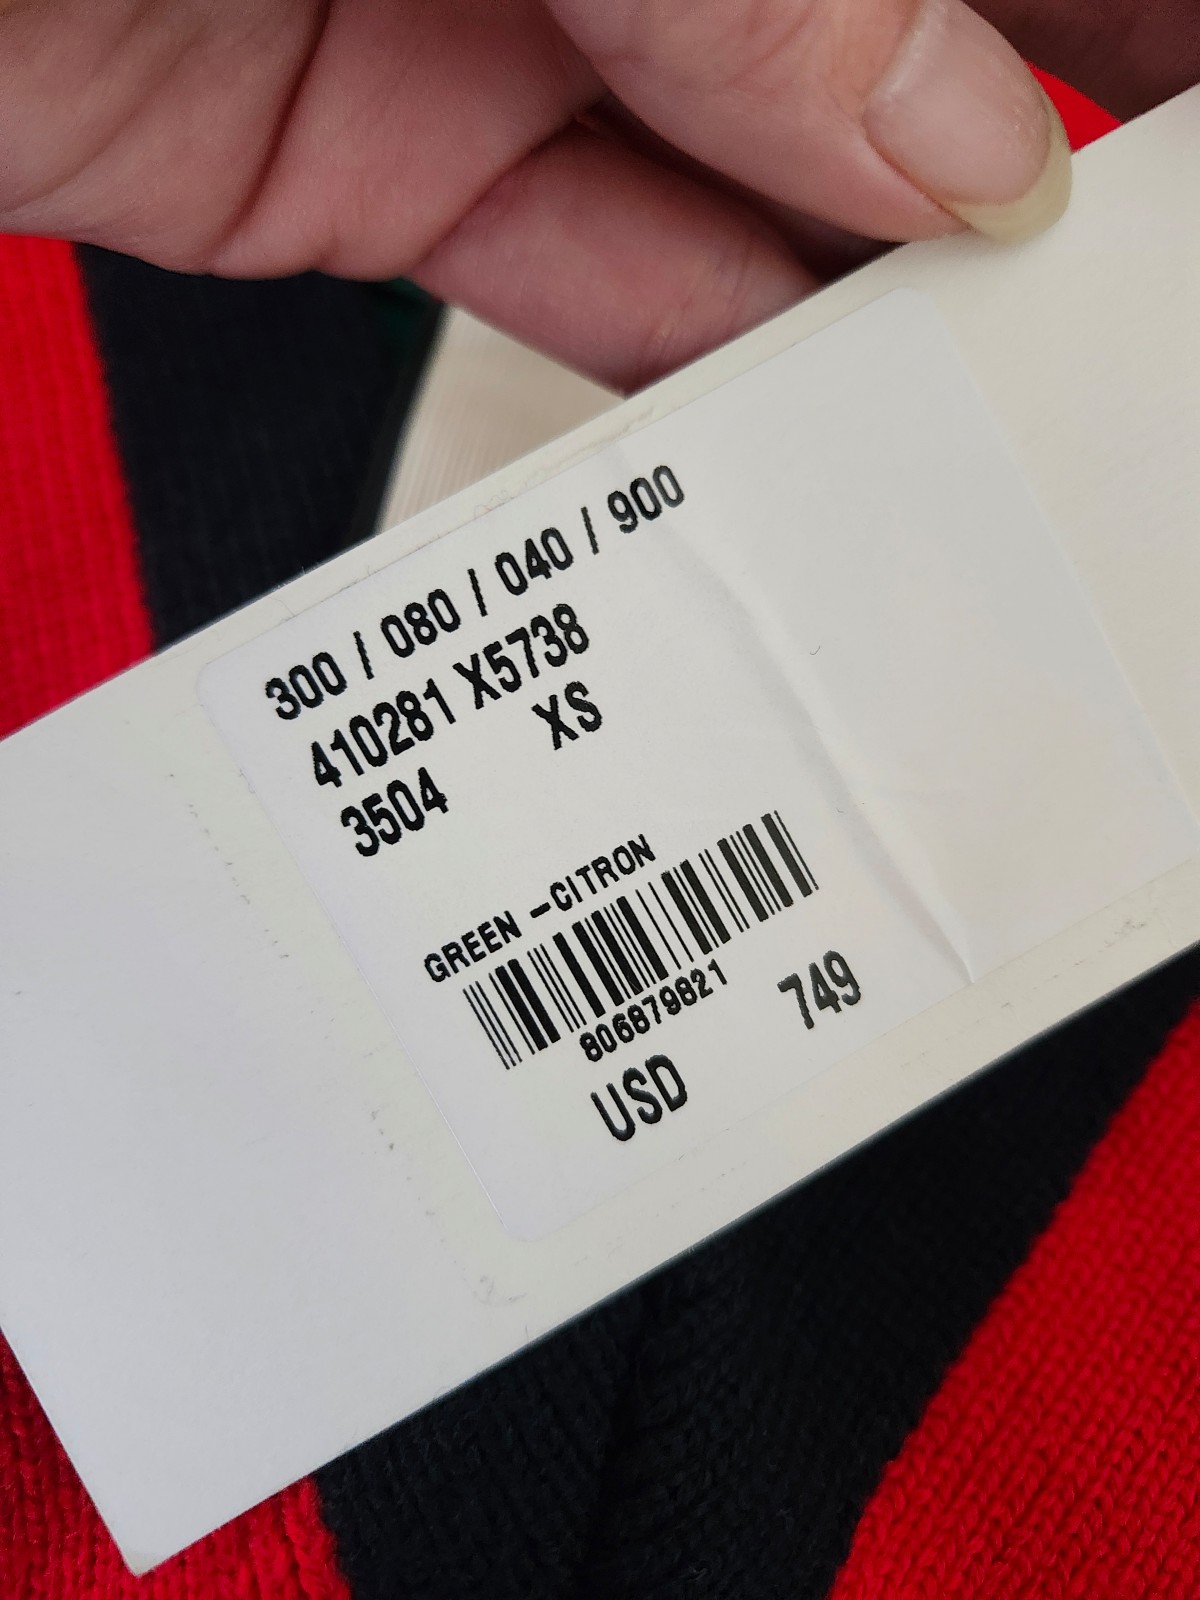 300 / 080 / 040 / 900
410281 X5738
3504 XS
GREEN -CITRON
806879821
749
USD